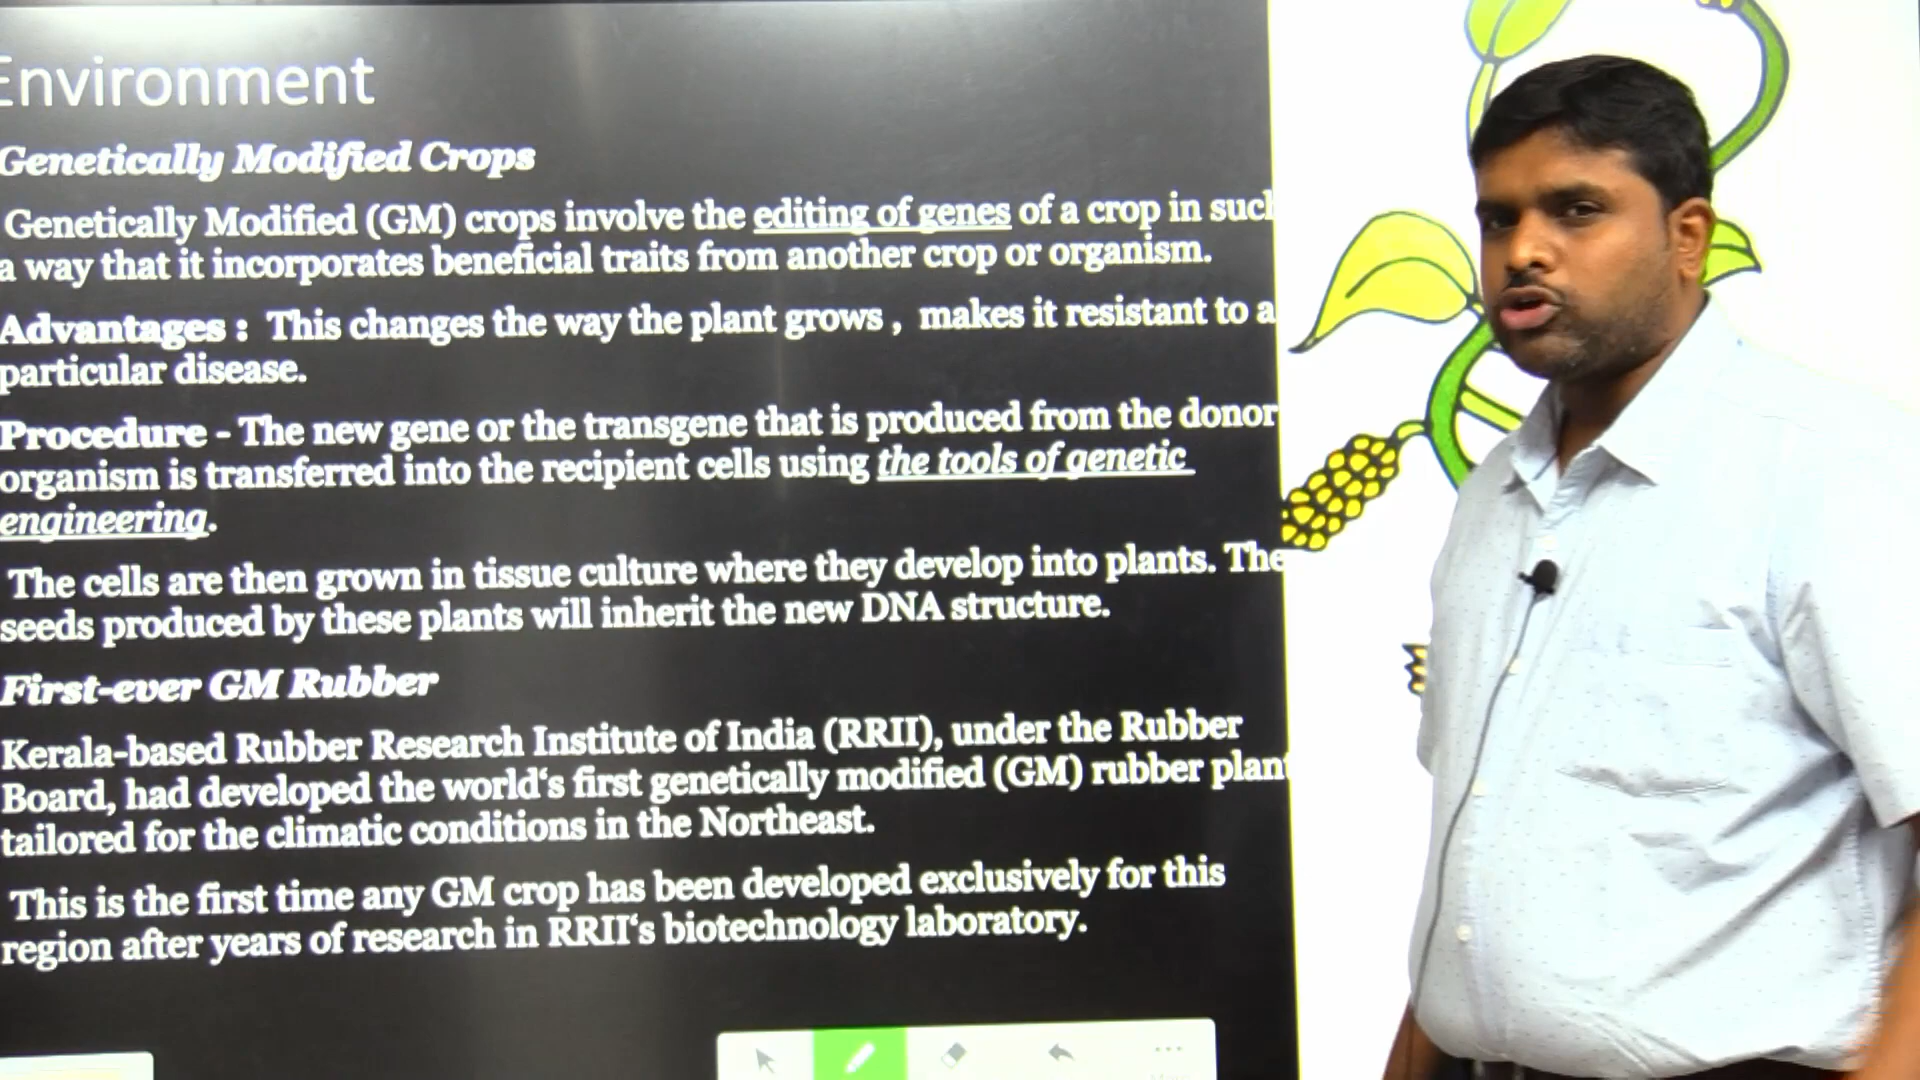 Environment
Genetically Modified Crops
Genetically Modified (GM) crops involve the editing of genes of a crop in such
a way that it incorporates beneficial traits from another crop or organism.
Advantages : This changes the way the plant grows , makes it resistant to a
particular disease.
Procedure - The new gene or the transgene that is produced from the donor
organism is transferred into the recipient cells using the tools of genetic
engineering.
The cells are then grown in tissue culture where they develop into plants. The
seeds produced by these plants will inherit the new DNA structure.
First-ever GM Rubber
Kerala-based Rubber Research Institute of India (RRII), under the Rubber
Board, had developed the world‘s first genetically modified (GM) rubber plant
tailored for the climatic conditions in the Northeast.
This is the first time any GM crop has been developed exclusively for this
region after years of research in RRII‘s biotechnology laboratory.